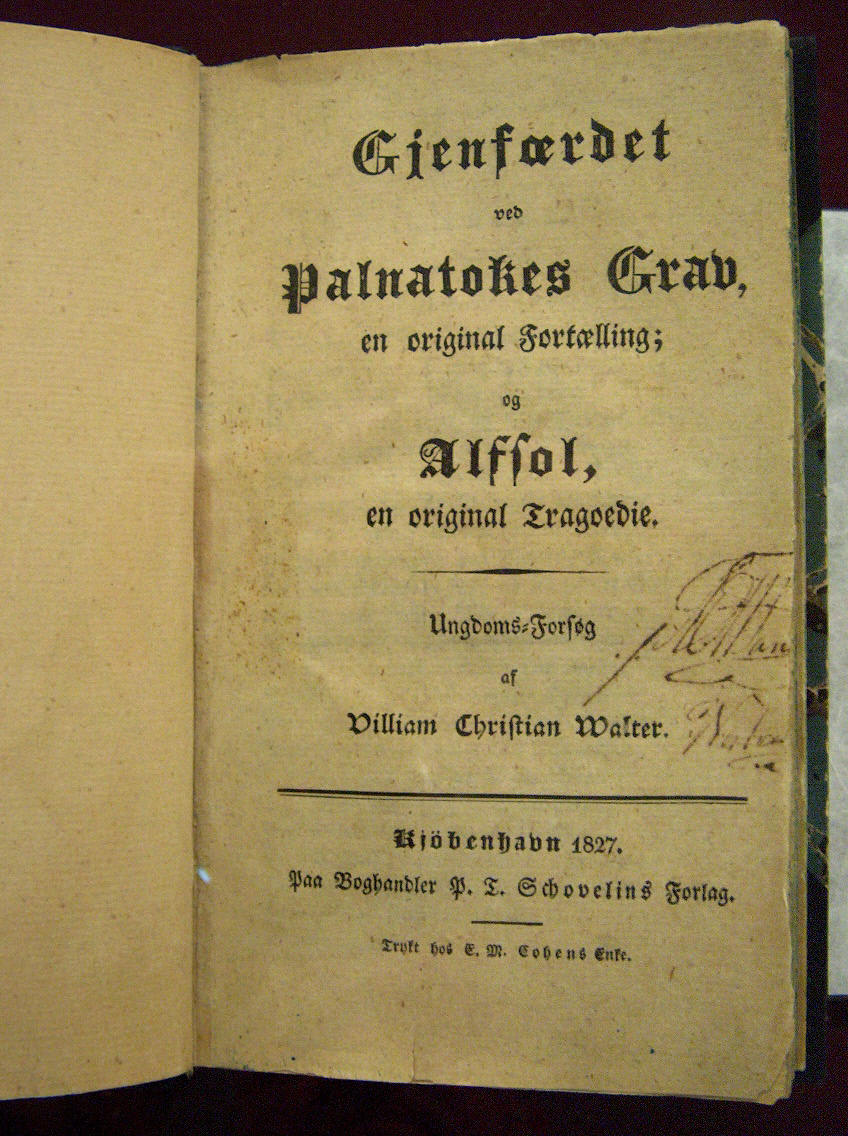 Gjenfœrdet
ved
Palnatokes Grav,
en original Fortælling;
og
Alfſol,
en original Tragoedie.
Ungdoms-Forſøg
af
Villiam Chriſtian Walter.
Kjöbenhavn 1827.
Paa Boghandler P. T. Schovelins Forlag.
Trykt hos E. M. Cohens Enke.